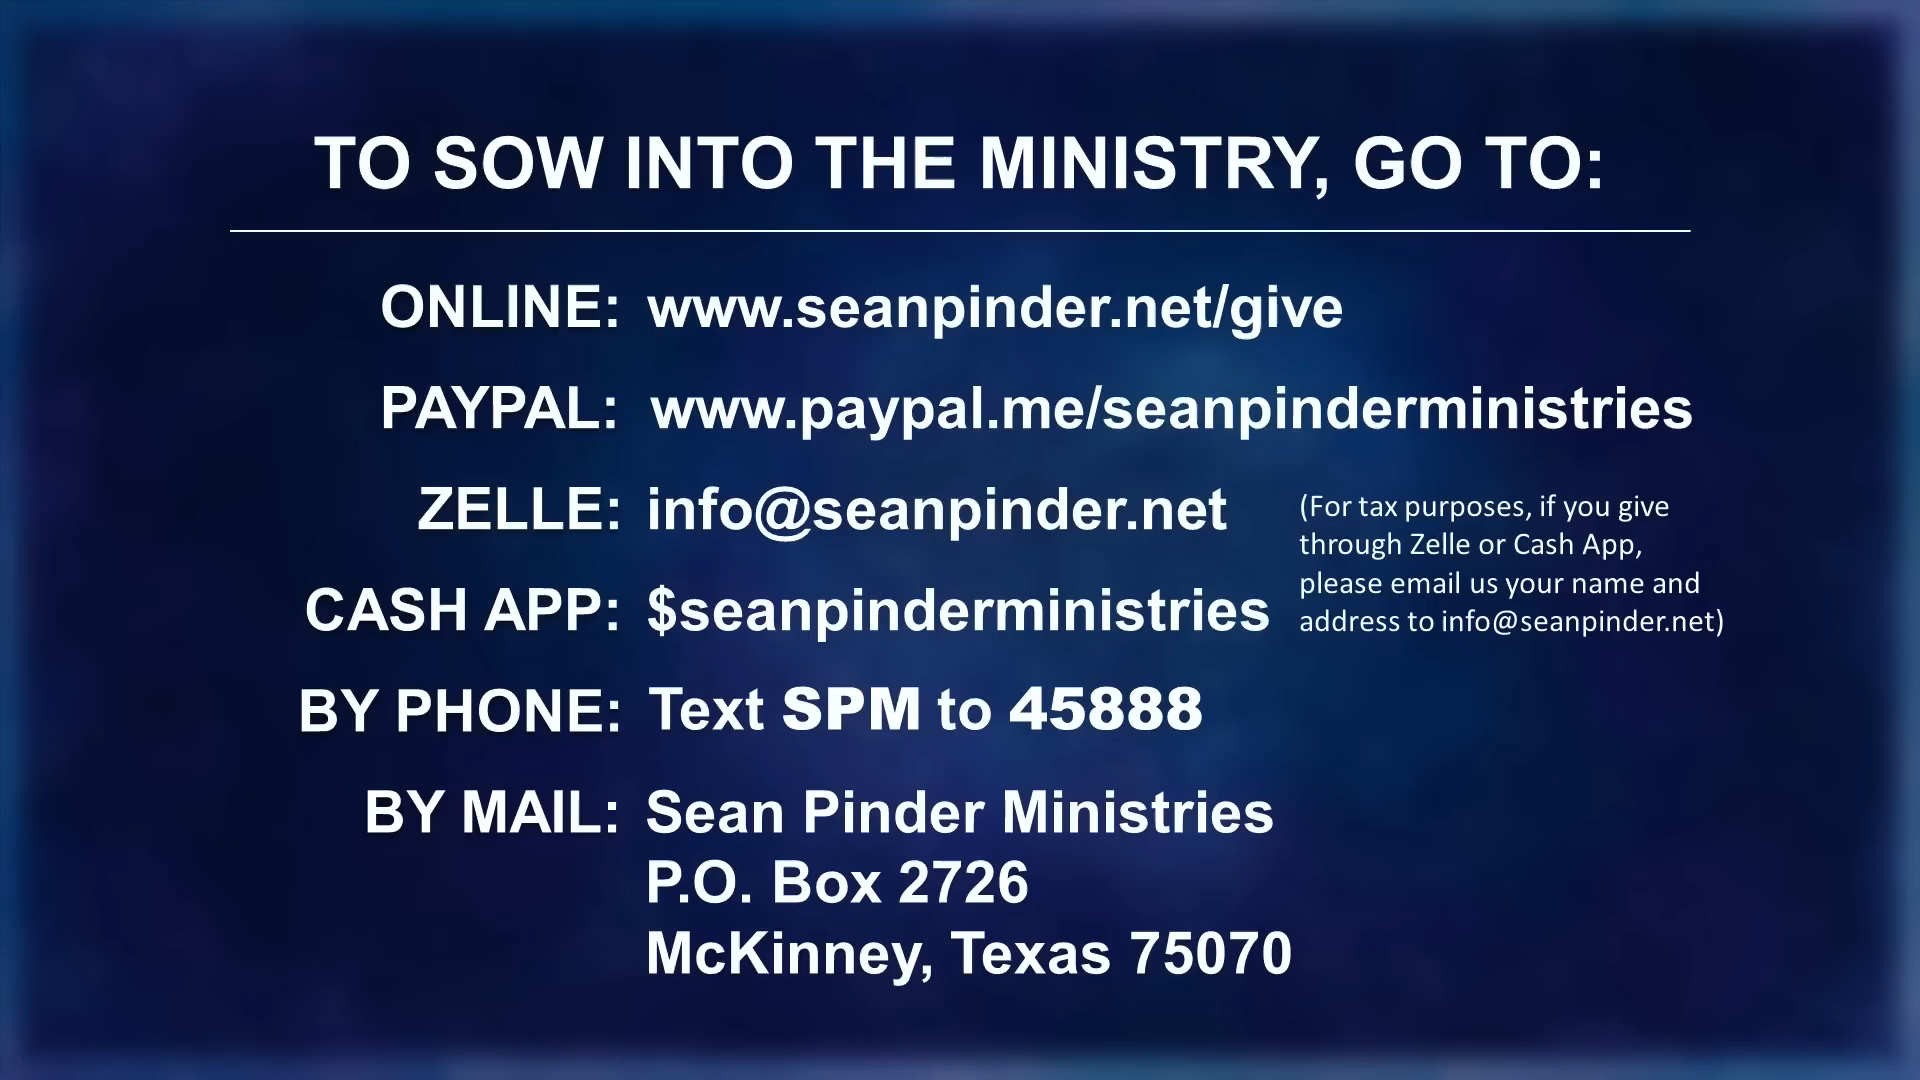 TO SOW INTO THE MINISTRY, GO TO:
ONLINE: www.seanpinder.net/give
PAYPAL: www.paypal.me/seanpinderministries
ZELLE: info@seanpinder.net
CASH APP: $seanpinderministries
(For tax purposes, if you give
through Zelle or Cash App,
please email us your name and
address to info@seanpinder.net)
BY PHONE: Text SPM to 45888
BY MAIL: Sean Pinder Ministries
P.O. Box 2726
McKinney, Texas 75070